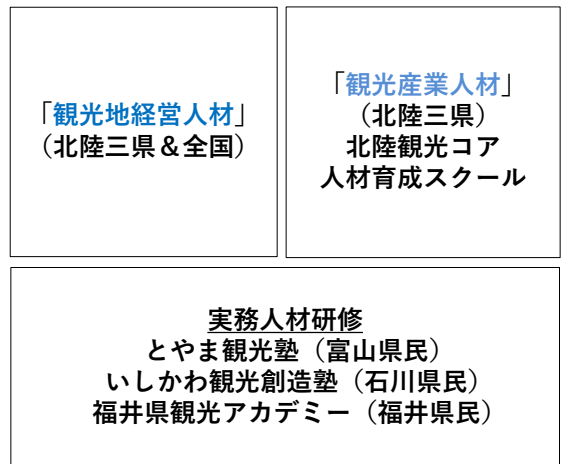 「観光地経営人材」
（北陸三県＆全国）
「観光産業人材」
（北陸三県）
北陸観光コア
人材育成スクール
実務人材研修
とやま観光塾（富山県民）
いしかわ観光創造塾（石川県民）
福井県観光アカデミー（福井県民）